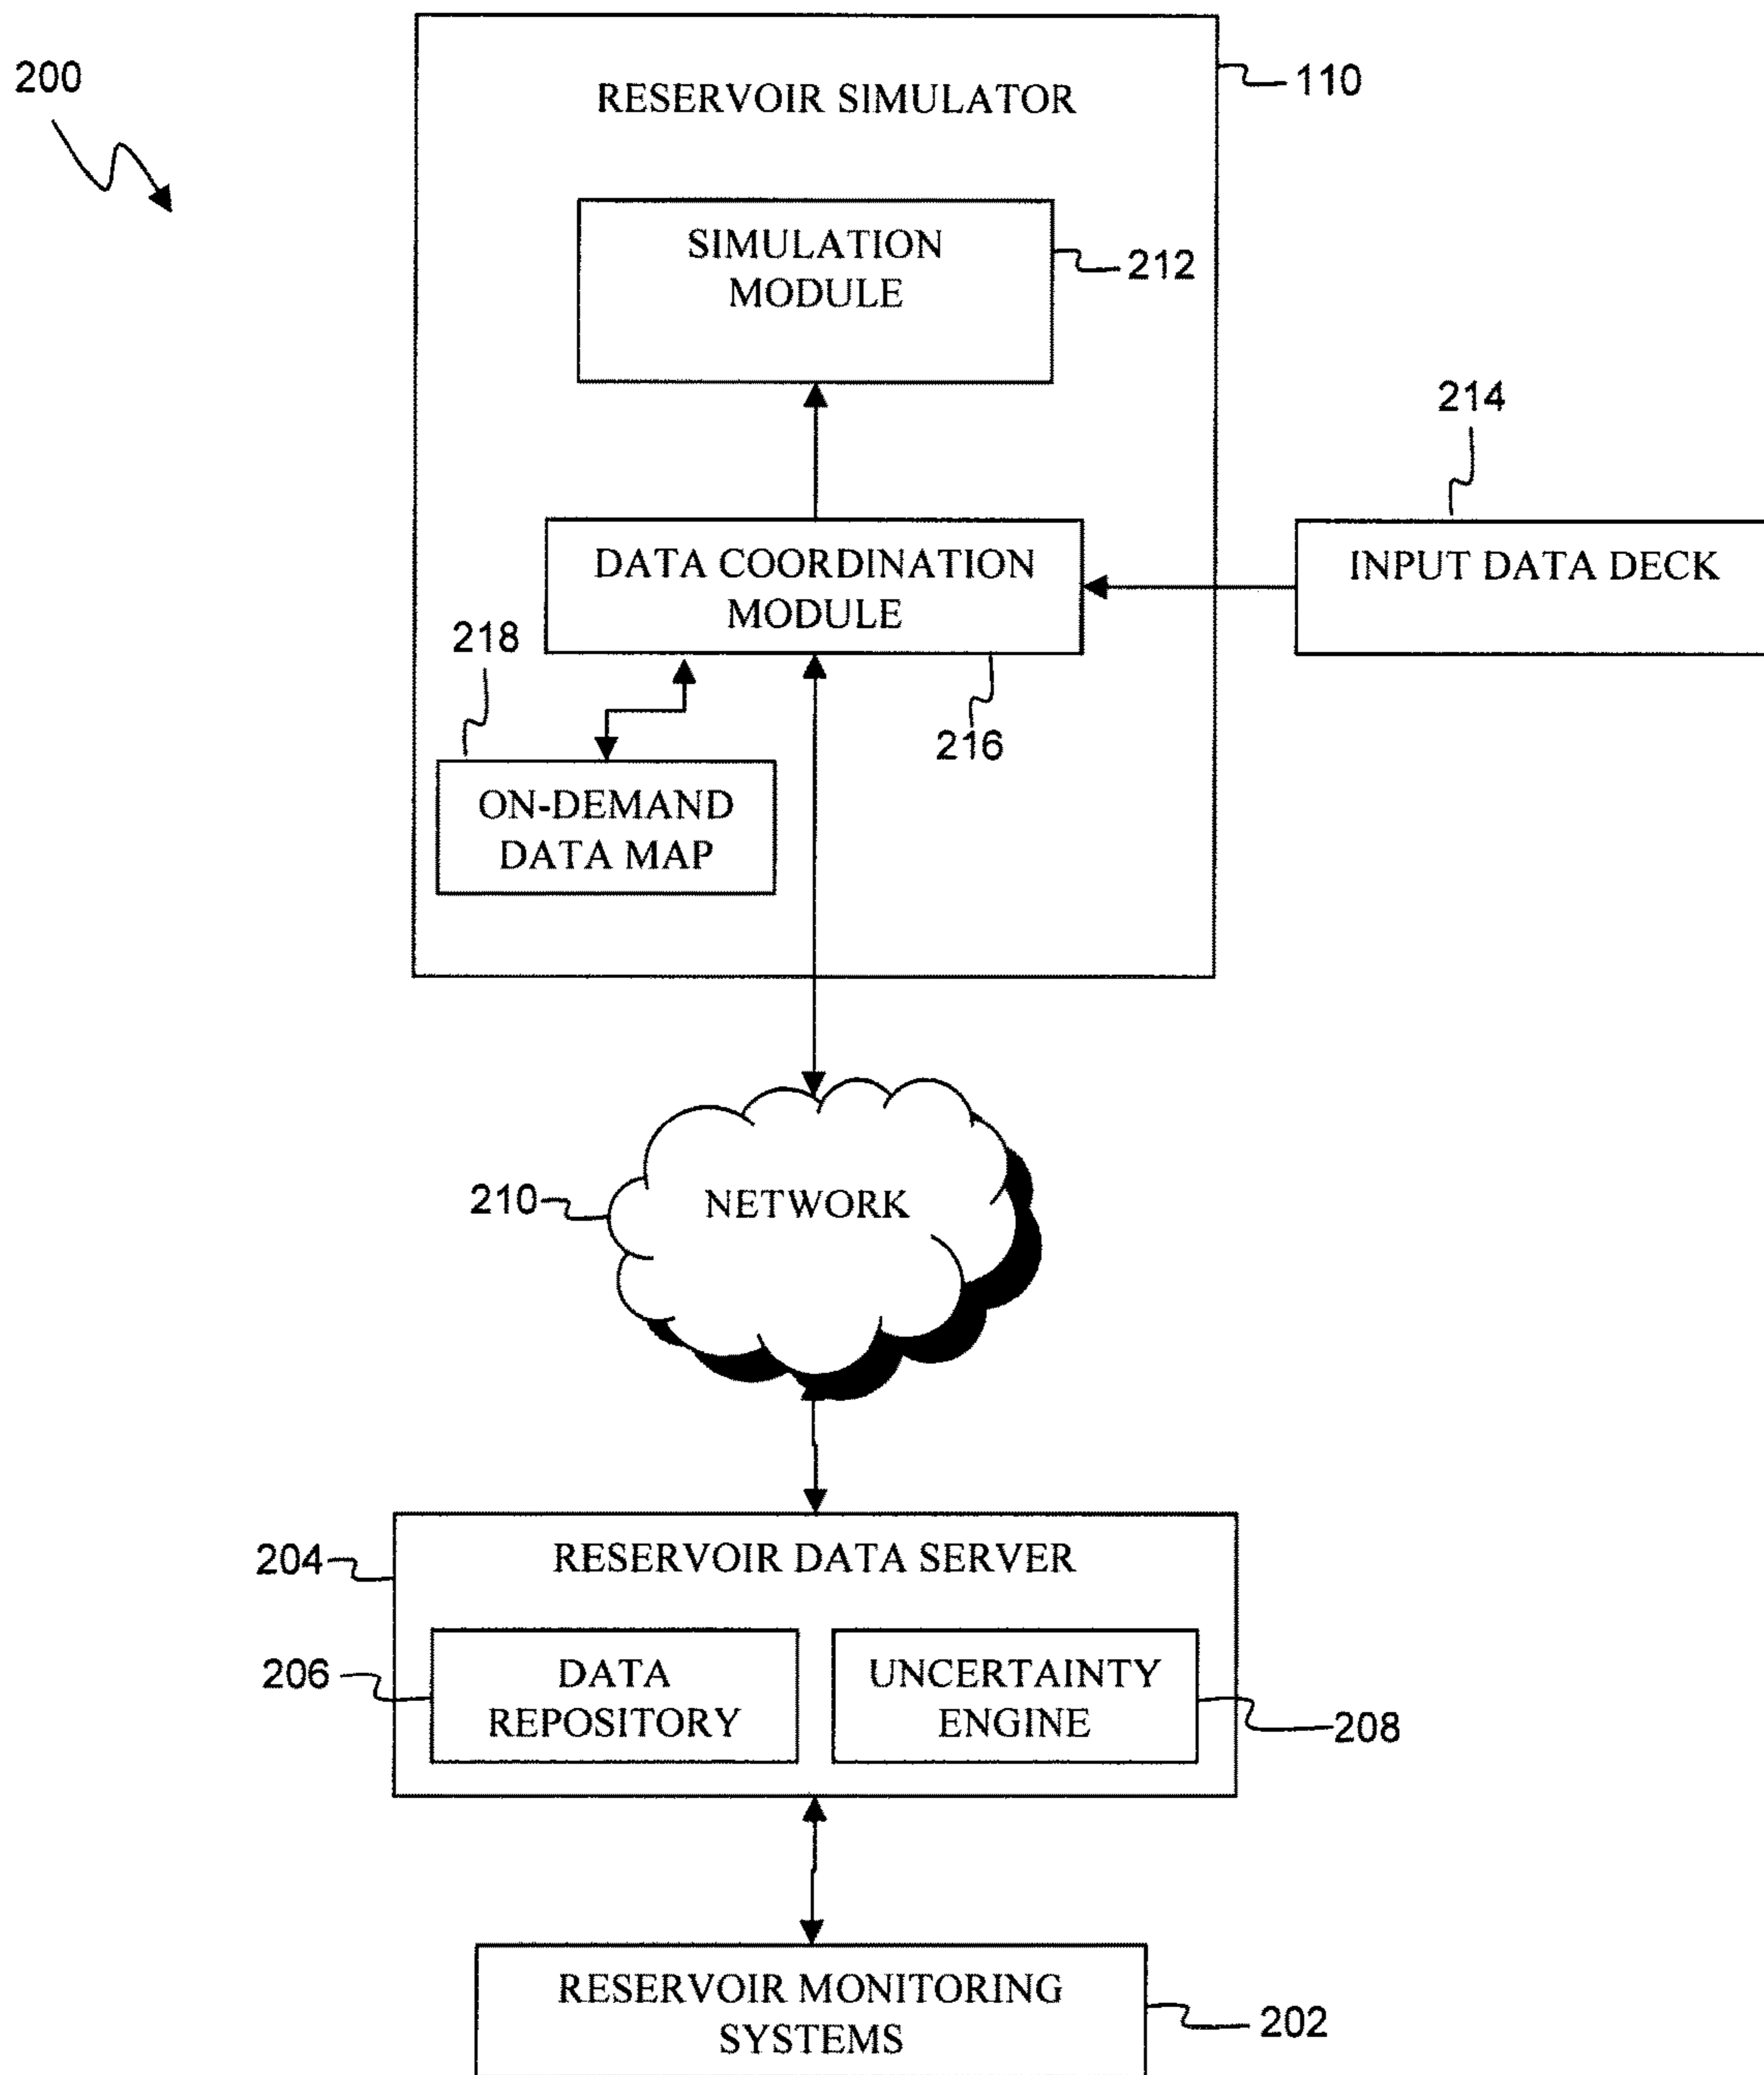 200
RESERVOIR SIMULATOR
110
SIMULATION
MODULE
212
214
DATA COORDINATION
MODULE
INPUT DATA DECK
218
216
ON-DEMAND
DATA MAP
210
NETWORK
204
RESERVOIR DATA SERVER
206
DATA
REPOSITORY
UNCERTAINTY
ENGINE
208
RESERVOIR MONITORING
SYSTEMS
202